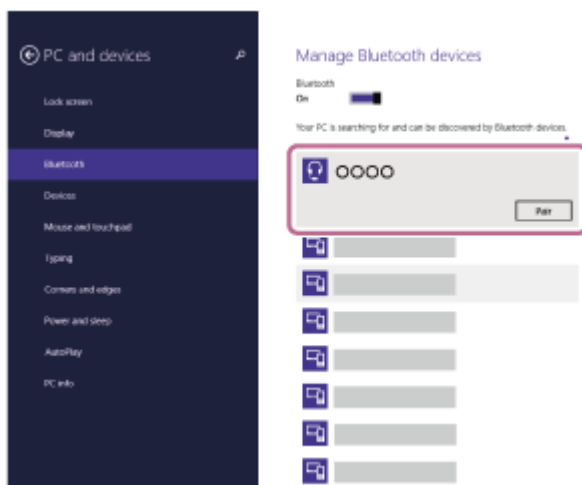 PC and devices
Lock screen
Display
Bluetooth
Devices
Mouse and touchpad
Typing
Corners and edges
Power and sleep
AutoPlay
PC info
Manage Bluetooth devices
Bluetooth
On
Your PC is searching for and can be discovered by Bluetooth devices.
OOOO
Pair